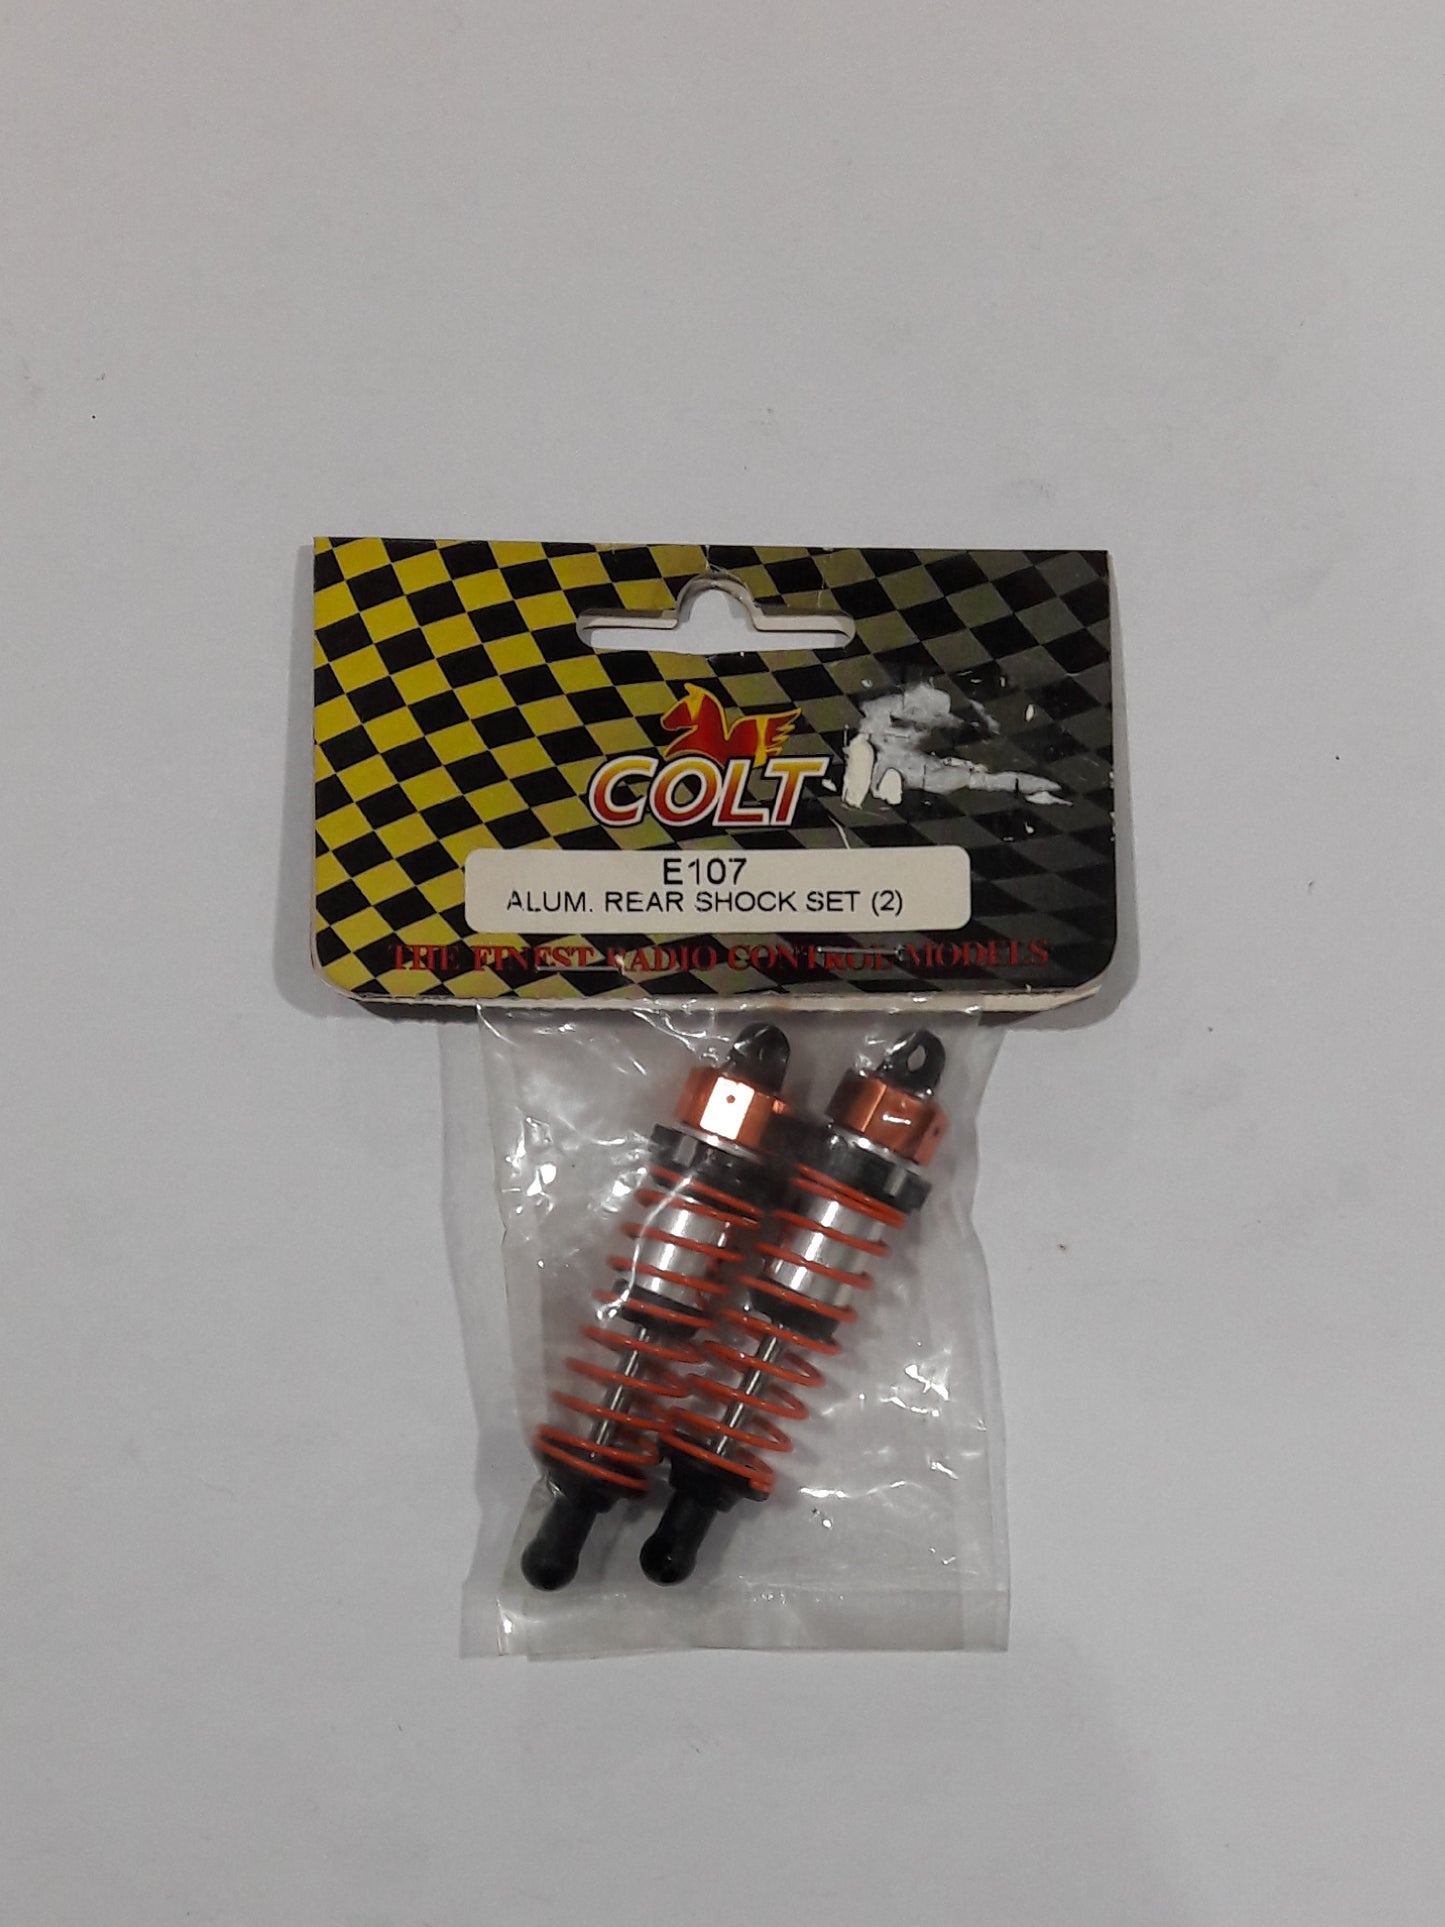 COLT
E107
ALUM. REAR SHOCK SET (2)
THE FINEST RADIO CONTROL MODELS